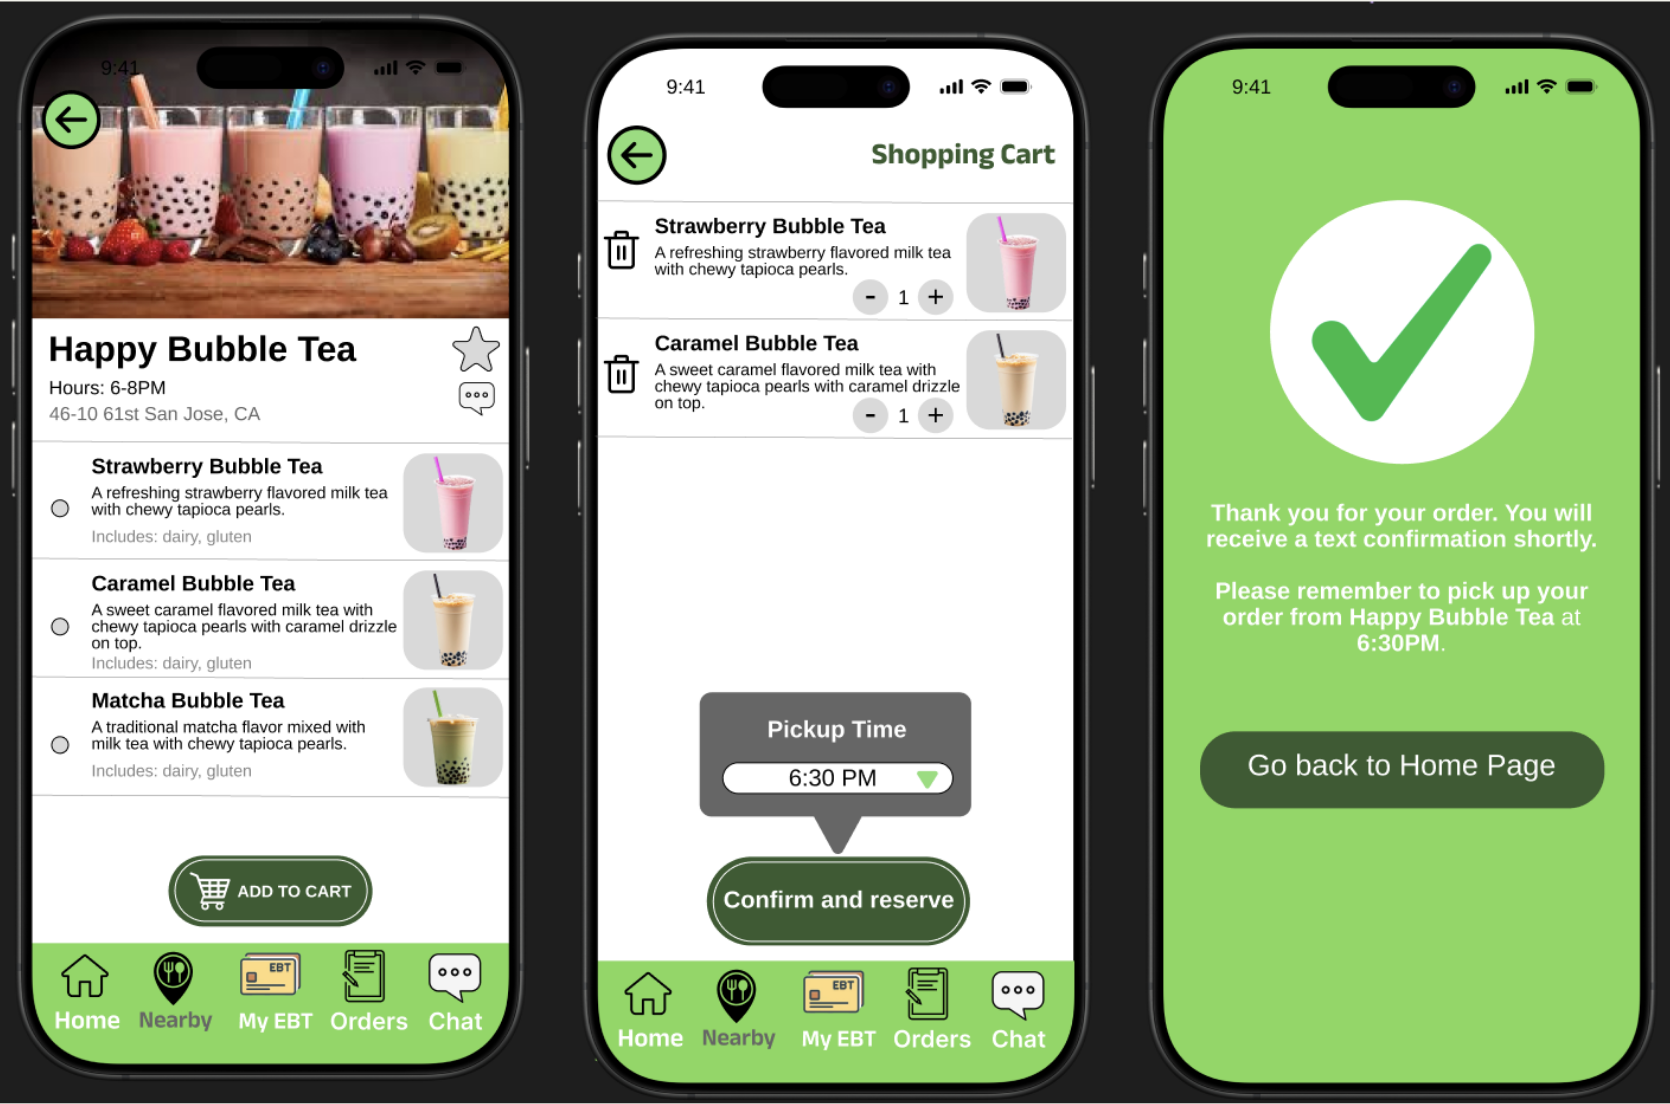 9:41
Happy Bubble Tea
Hours: 6-8PM
46-10 61st San Jose, CA
Strawberry Bubble Tea
A refreshing strawberry flavored milk tea
with chewy tapioca pearls.
Includes: dairy, gluten
Caramel Bubble Tea
A sweet caramel flavored milk tea with
chewy tapioca pearls with caramel drizzle
on top.
Includes: dairy, gluten
Matcha Bubble Tea
A traditional matcha flavor mixed with
milk tea with chewy tapioca pearls.
Includes: dairy, gluten
ADD TO CART
EBT
Home Nearby My EBT Orders Chat
9:41
Shopping Cart
Strawberry Bubble Tea
A refreshing strawberry flavored milk tea
with chewy tapioca pearls.
- 1 +
Caramel Bubble Tea
A sweet caramel flavored milk tea with
chewy tapioca pearls with caramel drizzle
on top.
- 1 +
Pickup Time
6:30 PM
Confirm and reserve
EBT
Home Nearby My EBT Orders Chat
9:41
Thank you for your order. You will
receive a text confirmation shortly.
Please remember to pick up your
order from Happy Bubble Tea at
6:30PM.
Go back to Home Page